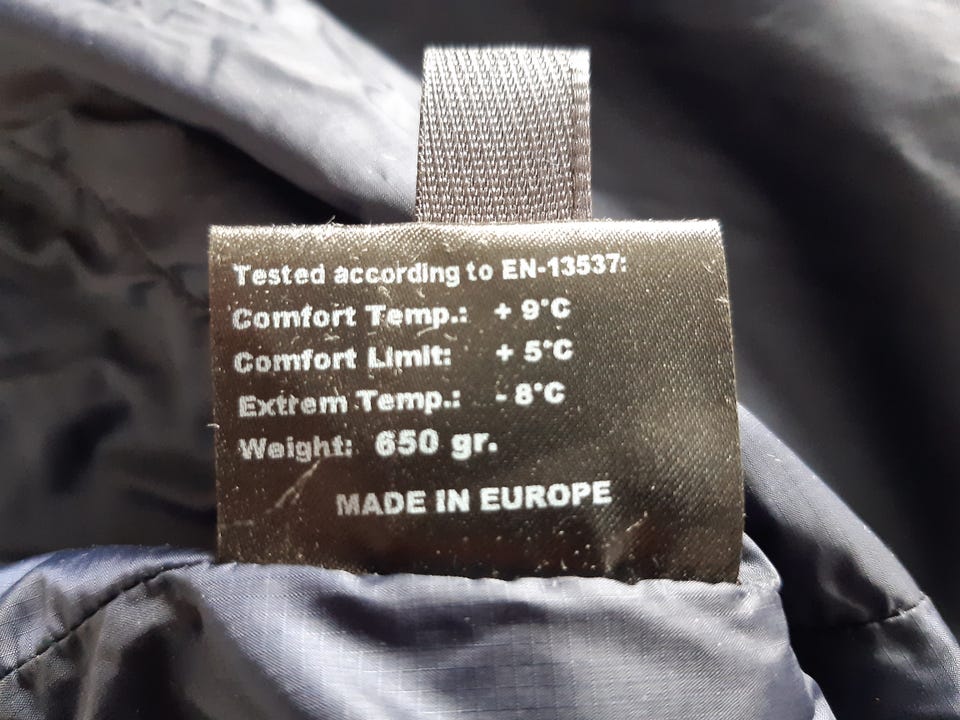 Tested according to EN-13537:
Comfort Temp.: + 9°C
Comfort Limit: + 5°C
Extrem Temp.: - 8°C
Weight: 650 gr.
MADE IN EUROPE